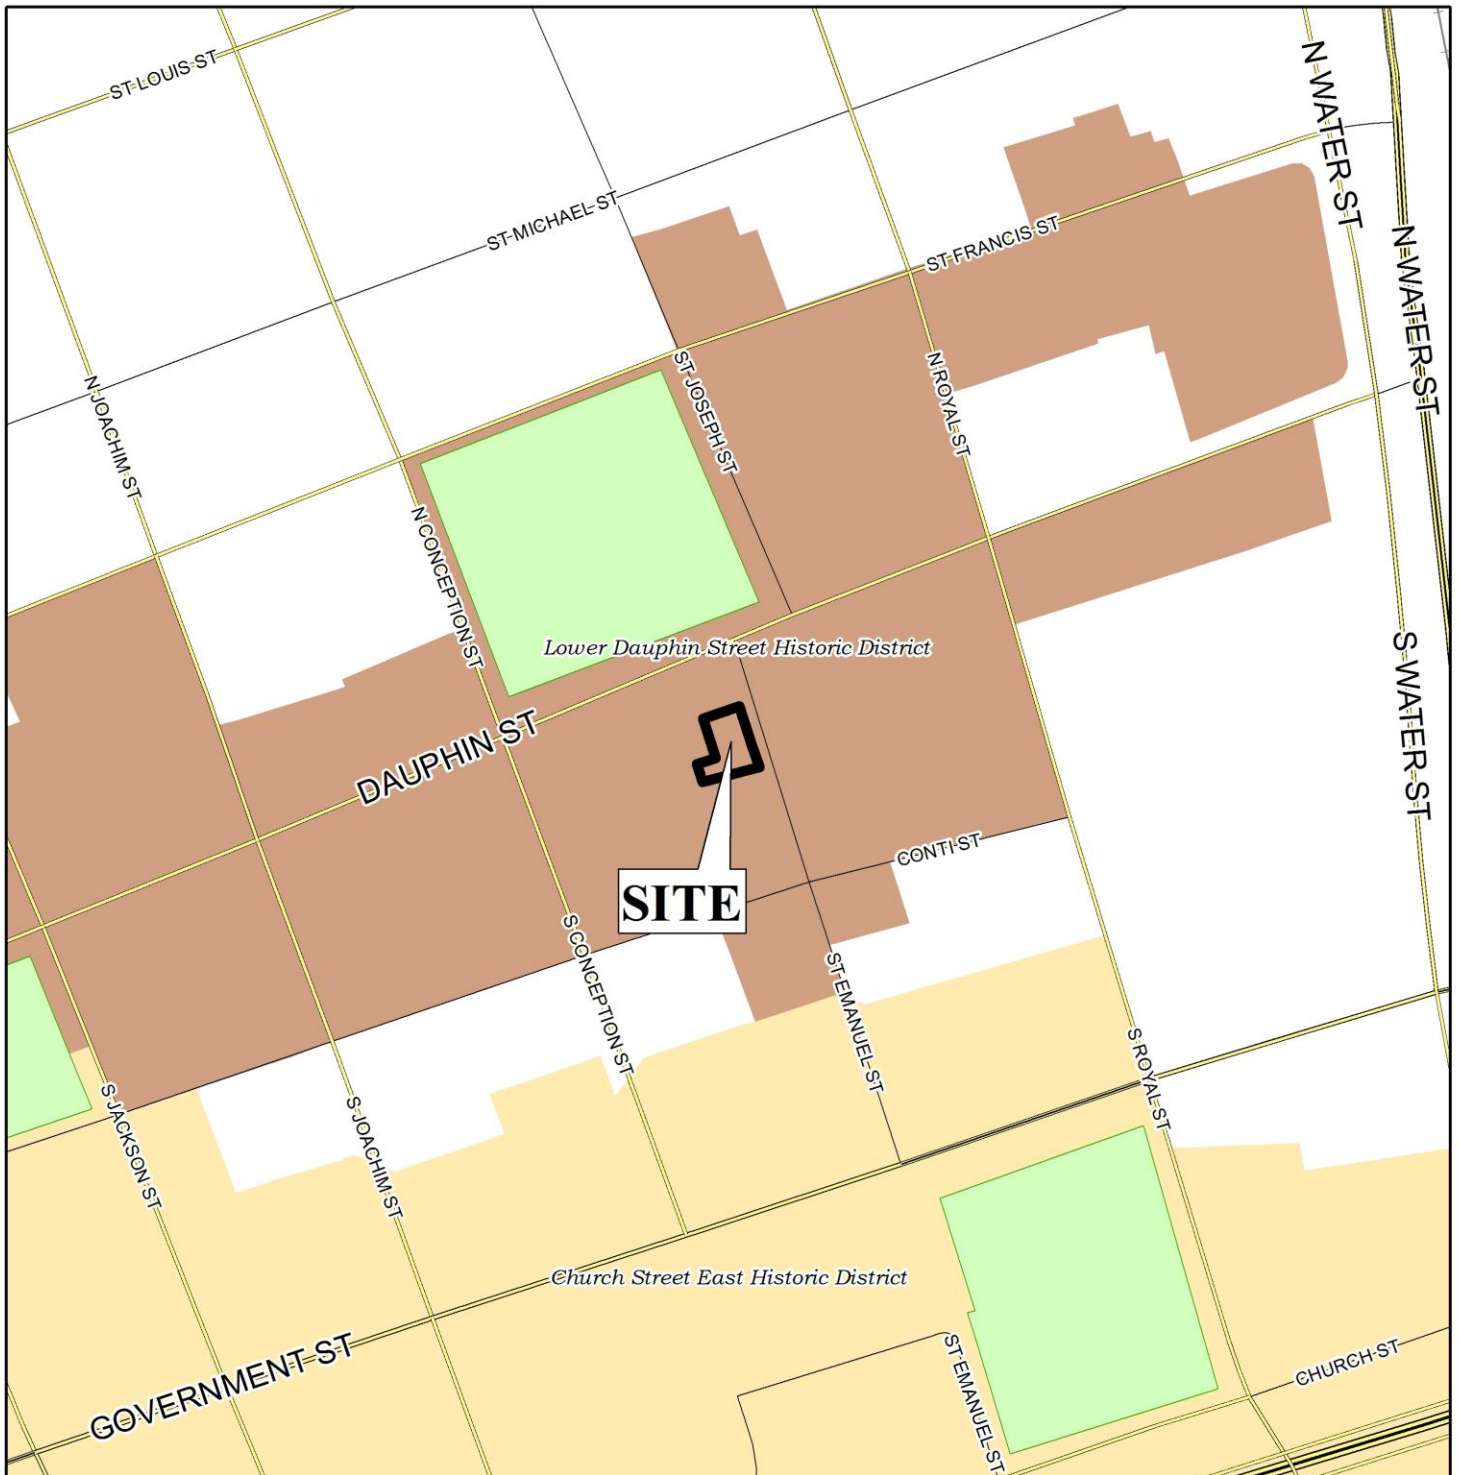 ST LOUIS ST
N WATER ST
ST MICHAEL ST
ST FRANCIS ST
N WATER ST
N JOACHIM ST
ST JOSEPH ST
N ROYAL ST
N CONCEPTION ST
Lower Dauphin Street Historic District
S WATER ST
DAUPHIN ST
CONTI ST
SITE
S CONCEPTION ST
ST EMANUEL ST
S ROYAL ST
S JACKSON ST
S JOACHIM ST
Church Street East Historic District
GOVERNMENT ST
ST EMANUEL ST
CHURCH ST